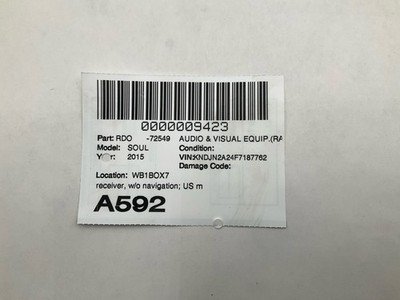 0000009423
Part: RDO -72549 AUDIO & VISUAL EQUIP.(RA
Model: SOUL Condition:
Year: 2015 VIN:KNDJN2A24F7187762
Damage Code:
Location: WB1BOX7
receiver, w/o navigation; US m
A592